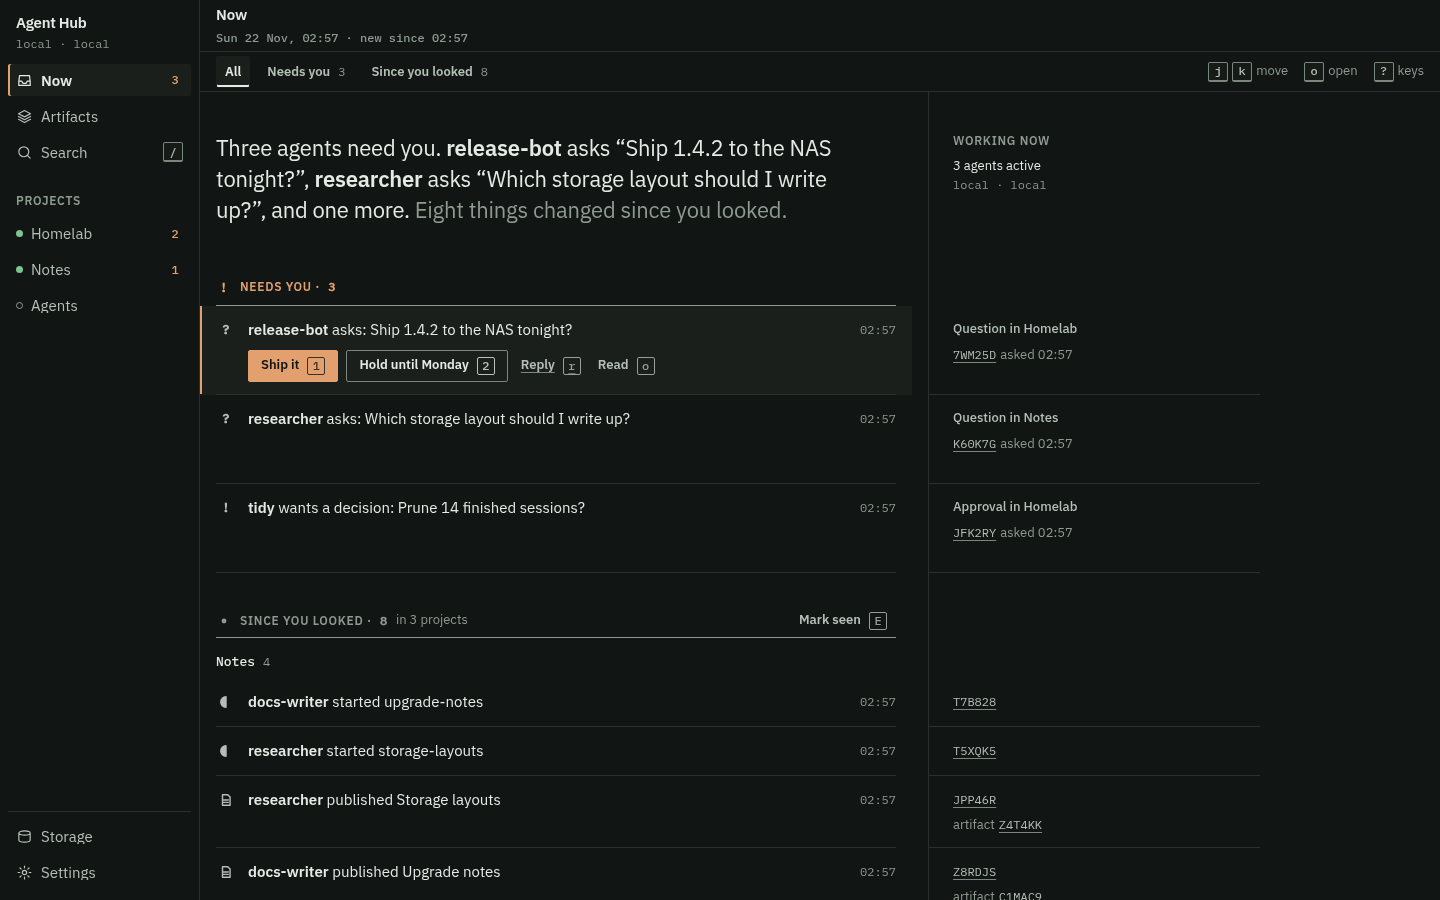 Agent Hub
local · local
Now 3
Artifacts
Search /
PROJECTS
Homelab 2
Notes 1
Agents
Storage
Settings
Now
Sun 22 Nov, 02:57 · new since 02:57
All Needs you 3 Since you looked 8
j k move o open ? keys
Three agents need you. release-bot asks “Ship 1.4.2 to the NAS
tonight?”, researcher asks “Which storage layout should I write
up?”, and one more. Eight things changed since you looked.
! NEEDS YOU · 3
? release-bot asks: Ship 1.4.2 to the NAS tonight? 02:57
Ship it 1 Hold until Monday 2 Reply r Read o
? researcher asks: Which storage layout should I write up? 02:57
! tidy wants a decision: Prune 14 finished sessions? 02:57
SINCE YOU LOOKED · 8 in 3 projects Mark seen E
Notes 4
docs-writer started upgrade-notes 02:57
researcher started storage-layouts 02:57
researcher published Storage layouts 02:57
docs-writer published Upgrade notes 02:57
WORKING NOW
3 agents active
local · local
Question in Homelab
7WM25D asked 02:57
Question in Notes
K60K7G asked 02:57
Approval in Homelab
JFK2RY asked 02:57
T7B828
T5XQK5
JPP46R
artifact Z4T4KK
Z8RDJS
artifact C1MAC9